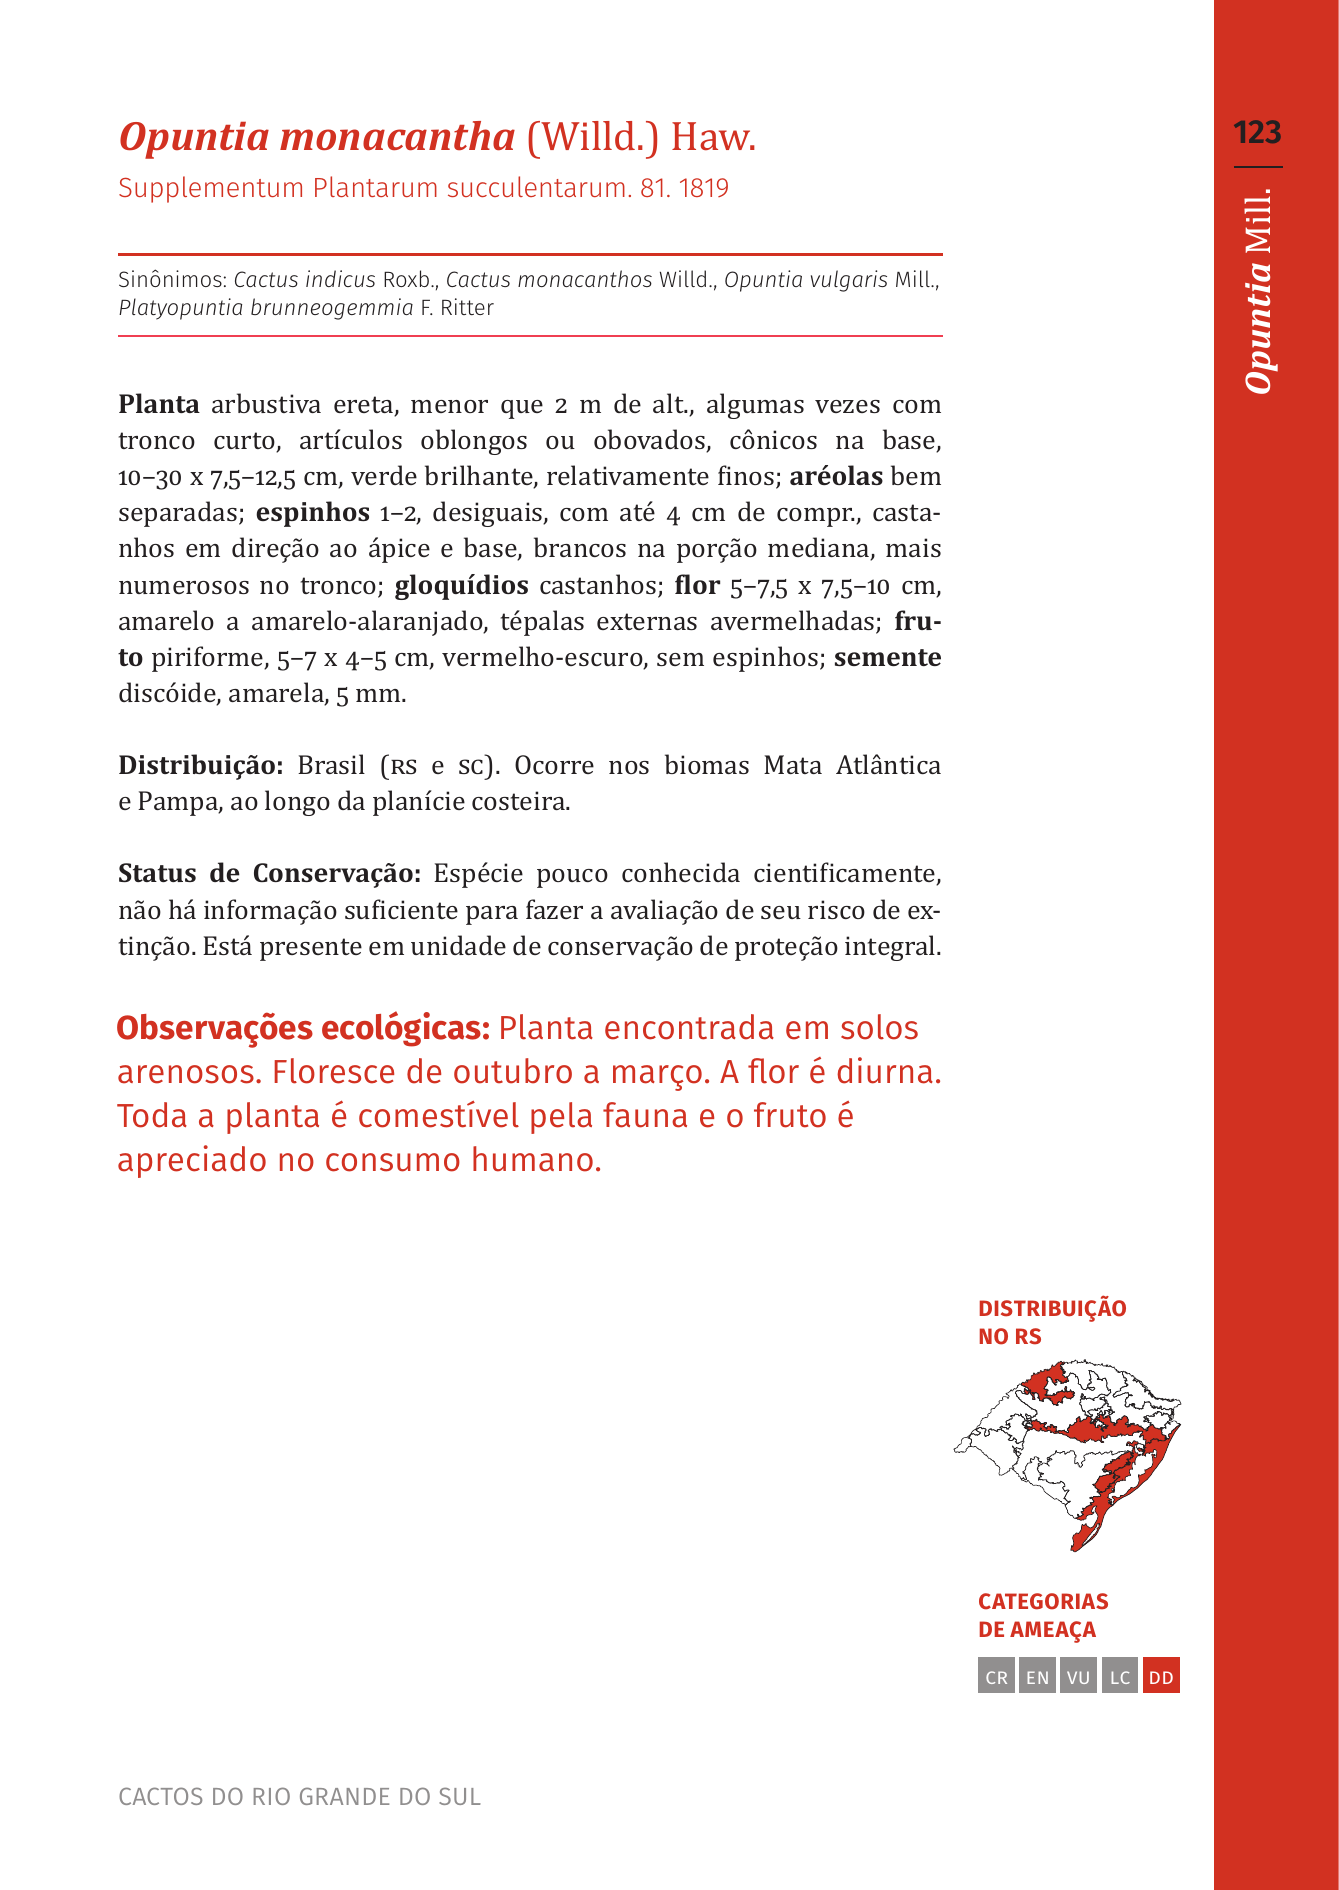 Opuntia monacantha (Willd.) Haw.
Supplementum Plantarum succulentarum. 81. 1819
Sinônimos: Cactus indicus Roxb., Cactus monacanthos Willd., Opuntia vulgaris Mill.,
Platyopuntia brunneogemmia F. Ritter
Planta arbustiva ereta, menor que 2 m de alt., algumas vezes com
tronco curto, artículos oblongos ou obovados, cônicos na base,
10–30 x 7,5–12,5 cm, verde brilhante, relativamente finos; aréolas bem
separadas; espinhos 1–2, desiguais, com até 4 cm de compr., casta-
nhos em direção ao ápice e base, brancos na porção mediana, mais
numerosos no tronco; gloquídios castanhos; flor 5–7,5 x 7,5–10 cm,
amarelo a amarelo-alaranjado, tépalas externas avermelhadas; fru-
to piriforme, 5–7 x 4–5 cm, vermelho-escuro, sem espinhos; semente
discóide, amarela, 5 mm.
Distribuição: Brasil (RS e SC). Ocorre nos biomas Mata Atlântica
e Pampa, ao longo da planície costeira.
Status de Conservação: Espécie pouco conhecida cientificamente,
não há informação suficiente para fazer a avaliação de seu risco de ex-
tinção. Está presente em unidade de conservação de proteção integral.
Observações ecológicas: Planta encontrada em solos
arenosos. Floresce de outubro a março. A flor é diurna.
Toda a planta é comestível pela fauna e o fruto é
apreciado no consumo humano.
DISTRIBUIÇÃO
NO RS
CATEGORIAS
DE AMEAÇA
CR EN VU LC DD
CACTOS DO RIO GRANDE DO SUL
123
Opuntia Mill.